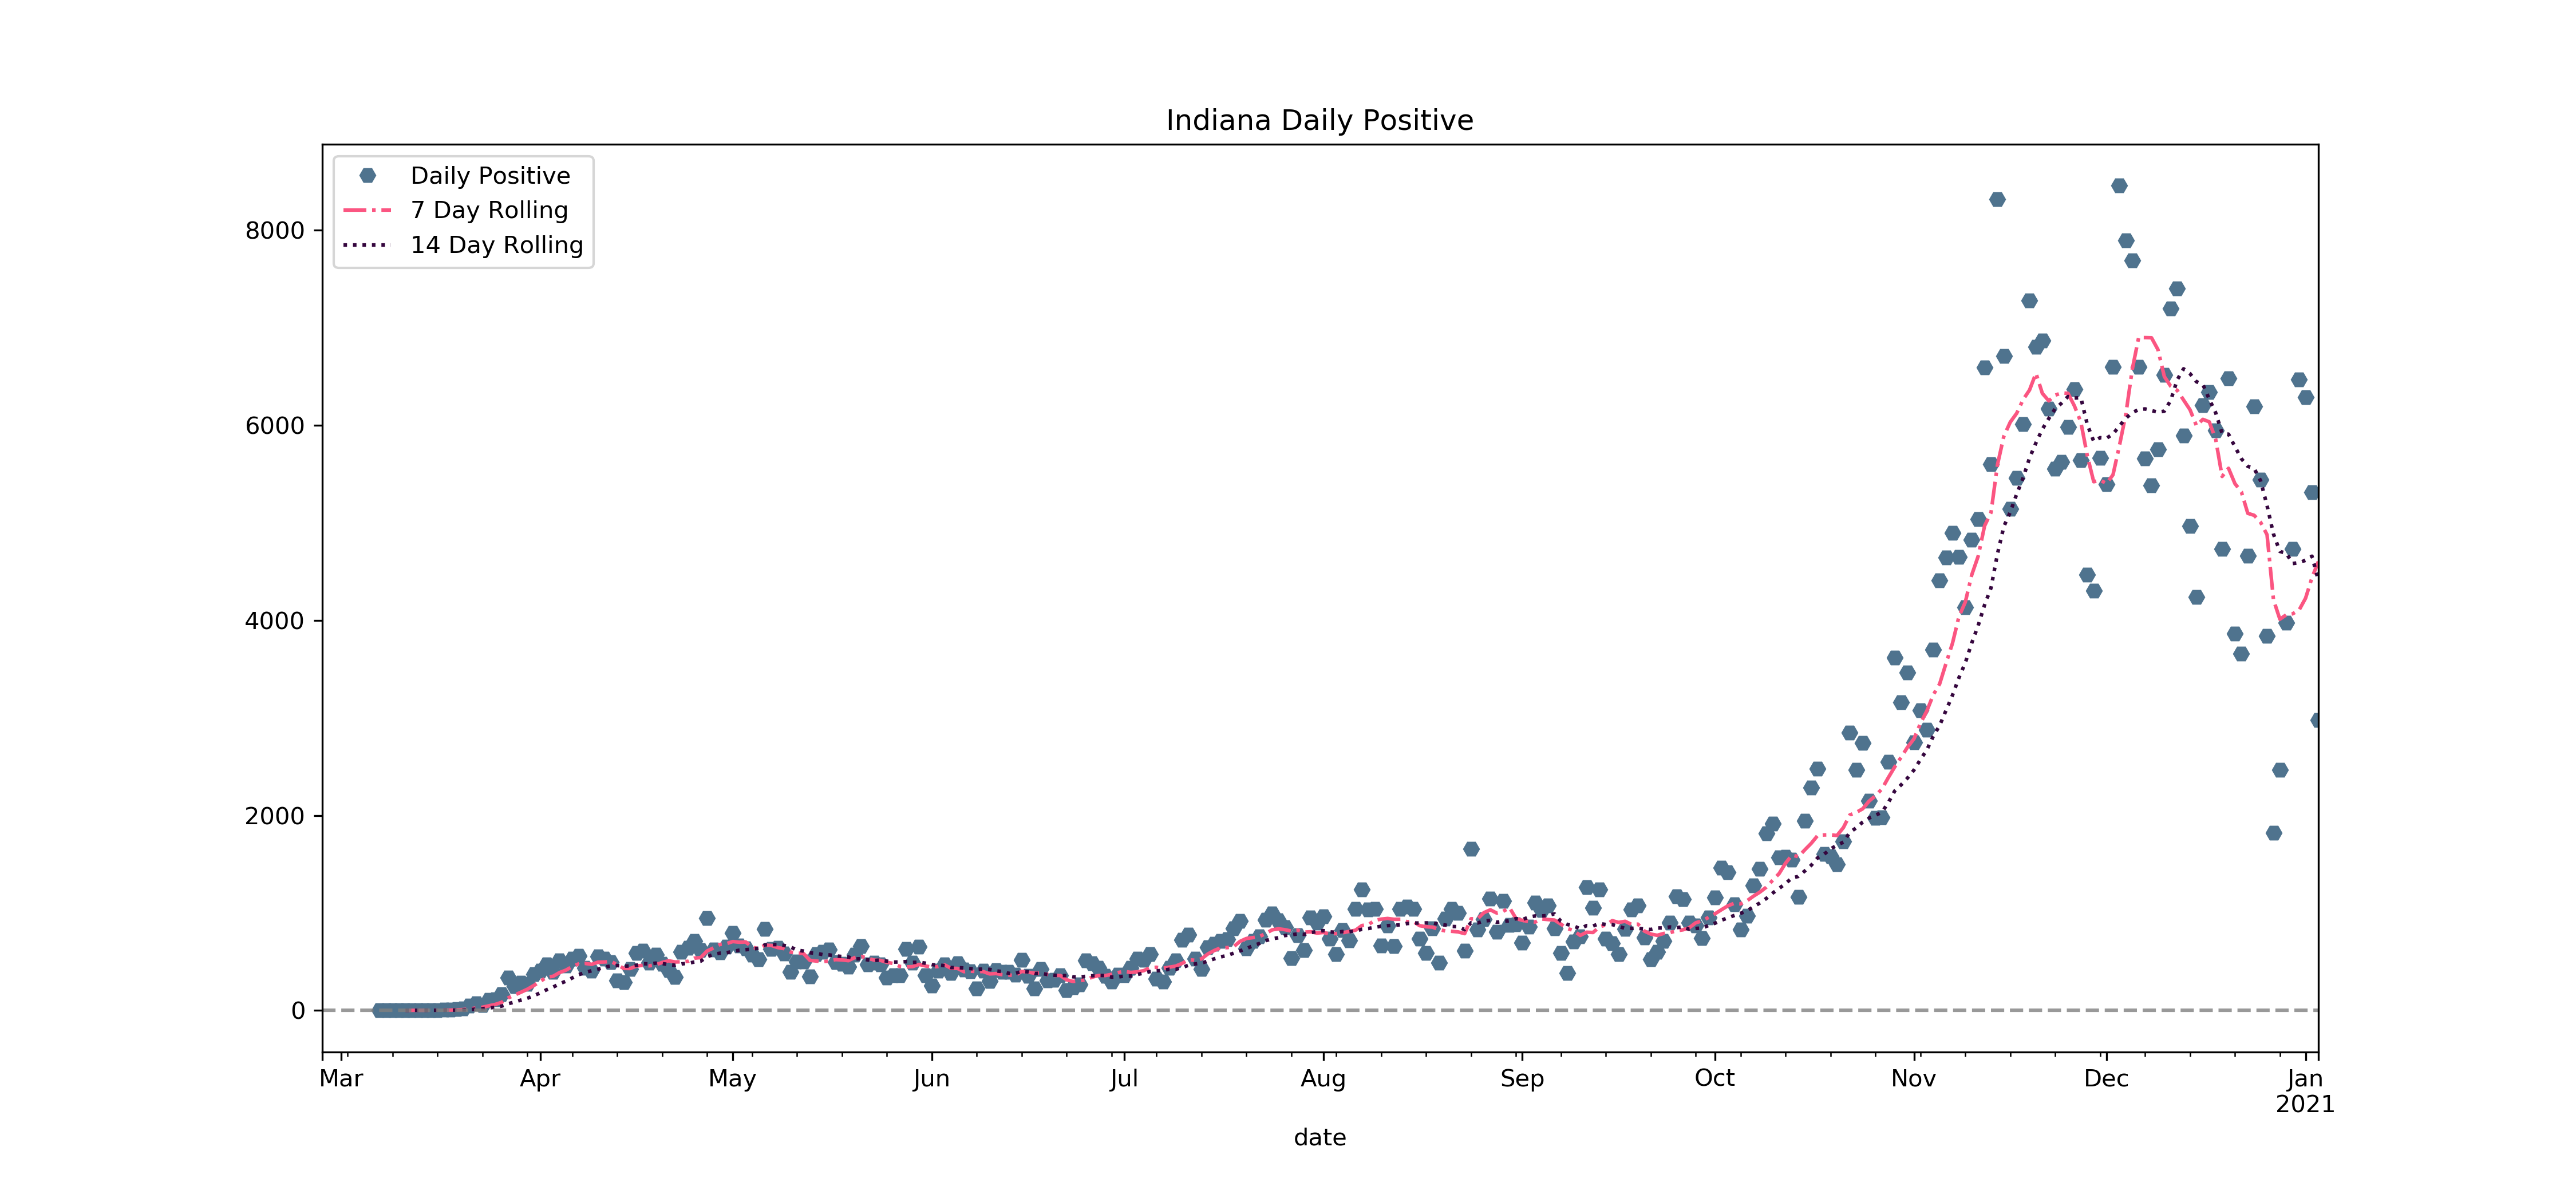 Indiana Daily Positive
Daily Positive
7 Day Rolling
14 Day Rolling
8000
6000
4000
2000
0
Mar Apr May Jun Jul Aug Sep Oct Nov Dec Jan
2021
date